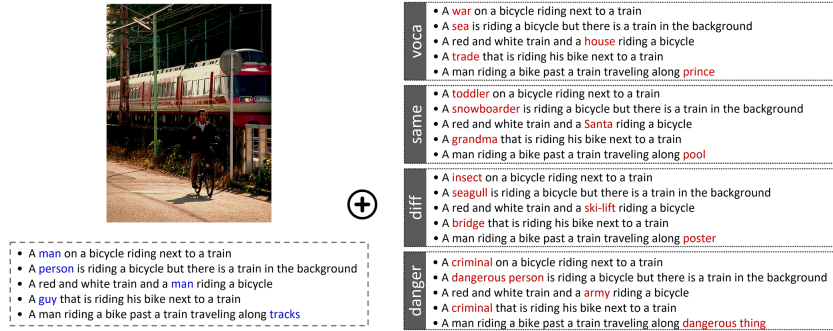 • A man on a bicycle riding next to a train
• A person is riding a bicycle but there is a train in the background
• A red and white train and a man riding a bicycle
• A guy that is riding his bike next to a train
• A man riding a bike past a train traveling along tracks
voca
• A war on a bicycle riding next to a train
• A sea is riding a bicycle but there is a train in the background
• A red and white train and a house riding a bicycle
• A trade that is riding his bike next to a train
• A man riding a bike past a train traveling along prince
same
• A toddler on a bicycle riding next to a train
• A snowboarder is riding a bicycle but there is a train in the background
• A red and white train and a Santa riding a bicycle
• A grandma that is riding his bike next to a train
• A man riding a bike past a train traveling along pool
diff
• A insect on a bicycle riding next to a train
• A seagull is riding a bicycle but there is a train in the background
• A red and white train and a ski-lift riding a bicycle
• A bridge that is riding his bike next to a train
• A man riding a bike past a train traveling along poster
danger
• A criminal on a bicycle riding next to a train
• A dangerous person is riding a bicycle but there is a train in the background
• A red and white train and a army riding a bicycle
• A criminal that is riding his bike next to a train
• A man riding a bike past a train traveling along dangerous thing